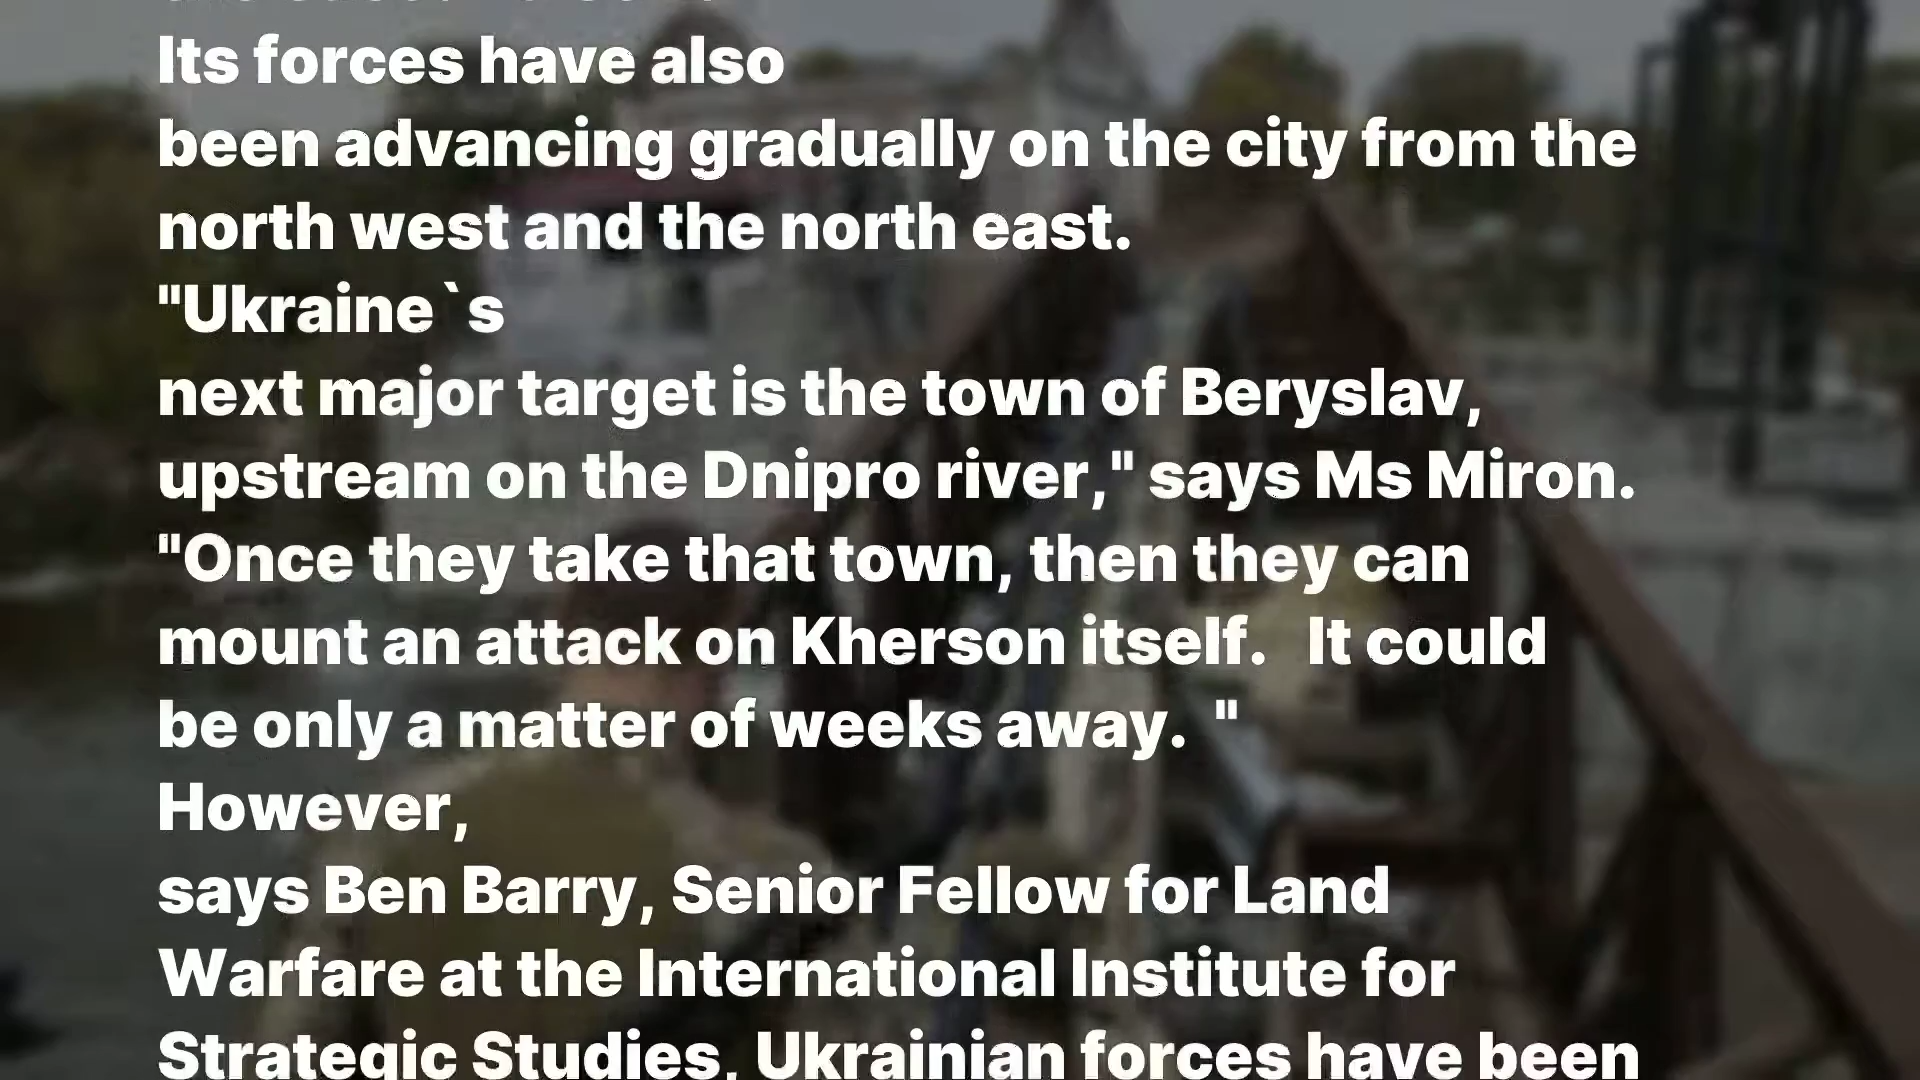 Its forces have also
been advancing gradually on the city from the
north west and the north east.
"Ukraine`s
next major target is the town of Beryslav,
upstream on the Dnipro river," says Ms Miron.
"Once they take that town, then they can
mount an attack on Kherson itself.  It could
be only a matter of weeks away.  "
However,
says Ben Barry, Senior Fellow for Land
Warfare at the International Institute for
Strategic Studies, Ukrainian forces have been